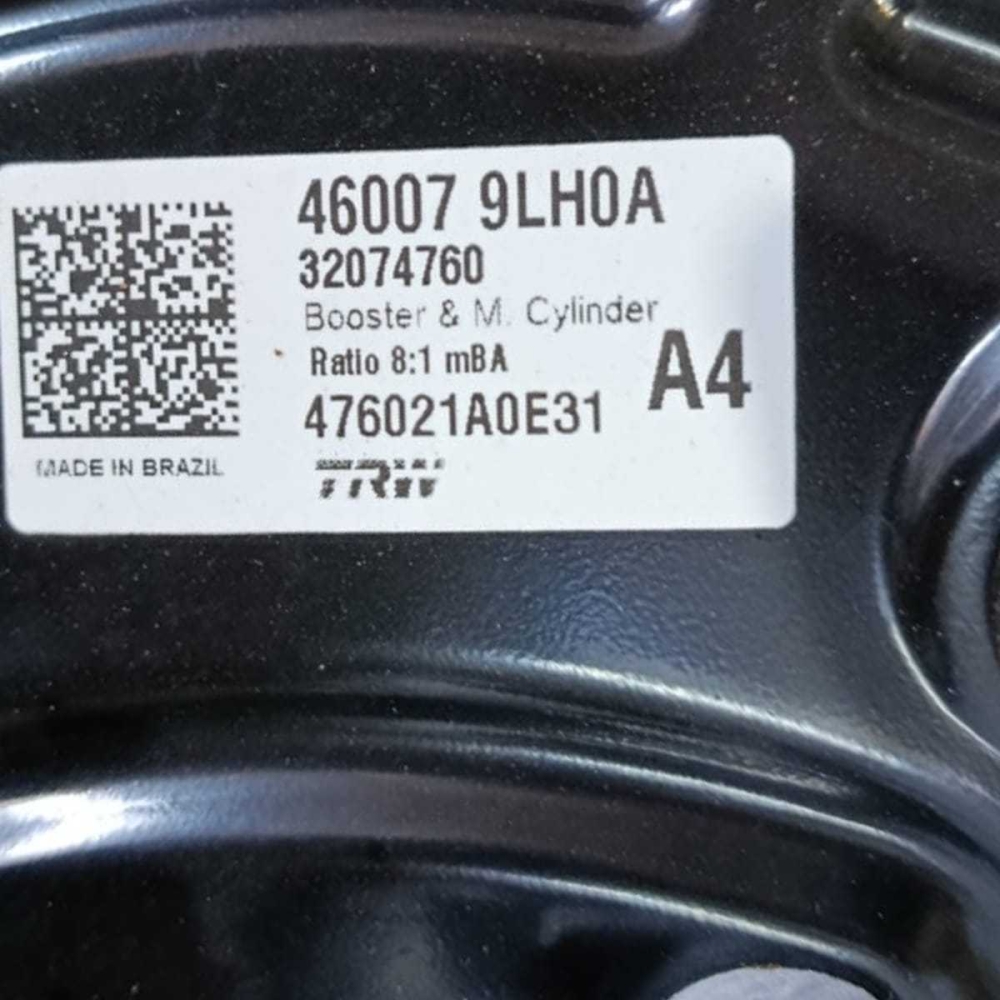 46007 9LH0A
32074760
Booster & M. Cylinder
Ratio 8:1 mBA
A4
476021A0E31
MADE IN BRAZIL
TRW